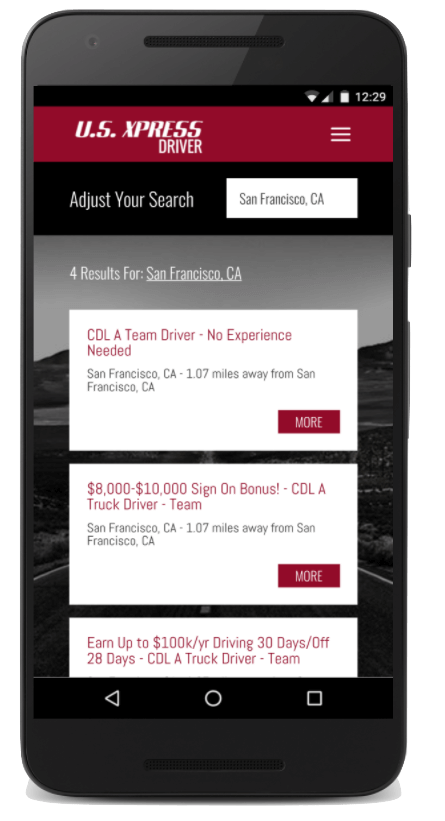 12:29
U.S. XPRESS
DRIVER
Adjust Your Search
San Francisco, CA
4 Results For: San Francisco, CA
CDL A Team Driver - No Experience
Needed
San Francisco, CA - 1.07 miles away from San
Francisco, CA
MORE
$8,000-$10,000 Sign On Bonus! - CDL A
Truck Driver - Team
San Francisco, CA - 1.07 miles away from San
Francisco, CA
MORE
Earn Up to $100k/yr Driving 30 Days/Off
28 Days - CDL A Truck Driver - Team